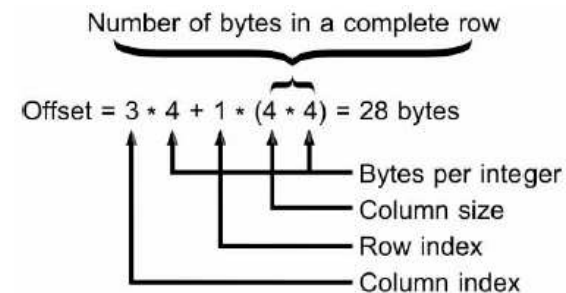 Number of bytes in a complete row
Offset = 3 * 4 + 1 * (4 * 4) = 28 bytes
Bytes per integer
Column size
Row index
Column index